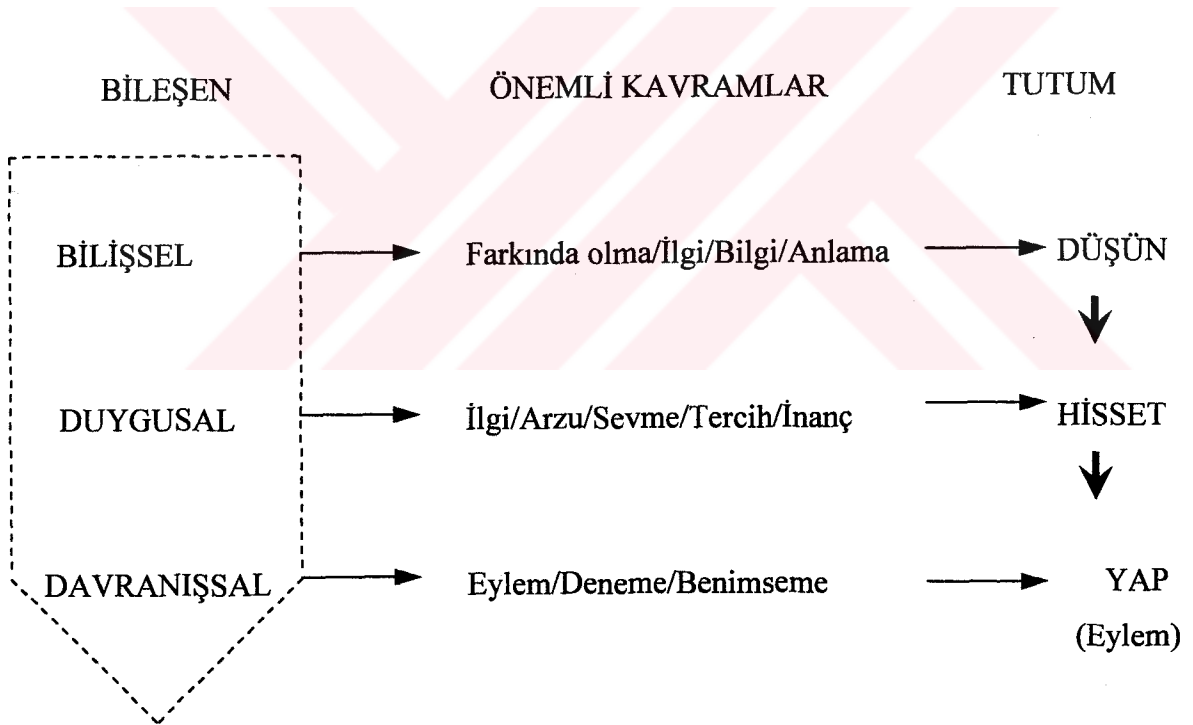 BİLEŞEN ÖNEMLİ KAVRAMLAR TUTUM
BİLİŞSEL Farkında olma/İlgi/Bilgi/Anlama DÜŞÜN
DUYGUSAL İlgi/Arzu/Sevme/Tercih/İnanç HİSSET
DAVRANIŞSAL Eylem/Deneme/Benimseme YAP
(Eylem)